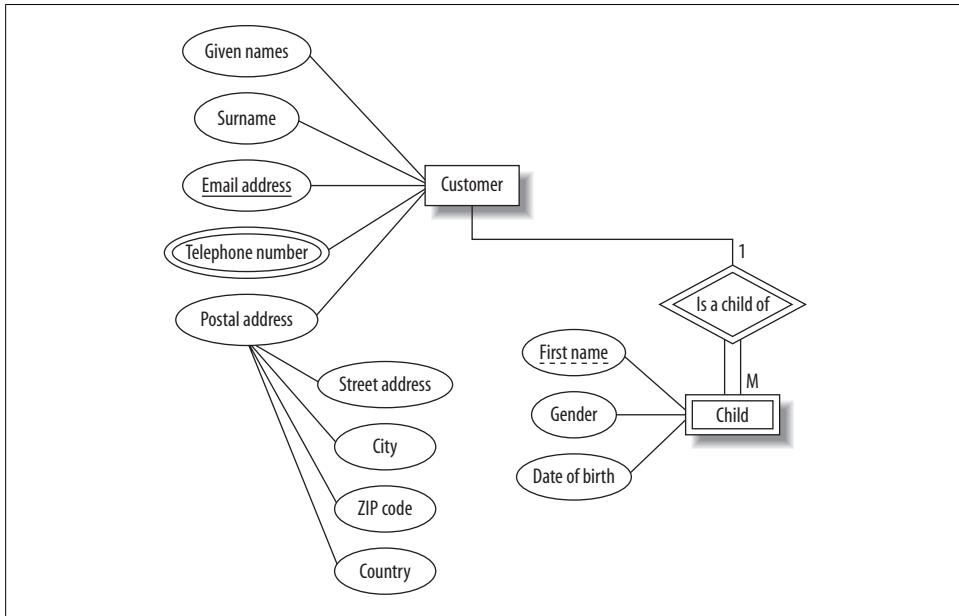 Given names
Surname
Email address
Customer
Telephone number
1
Is a child of
Postal address
First name
M
Street address
Gender
Child
City
Date of birth
ZIP code
Country